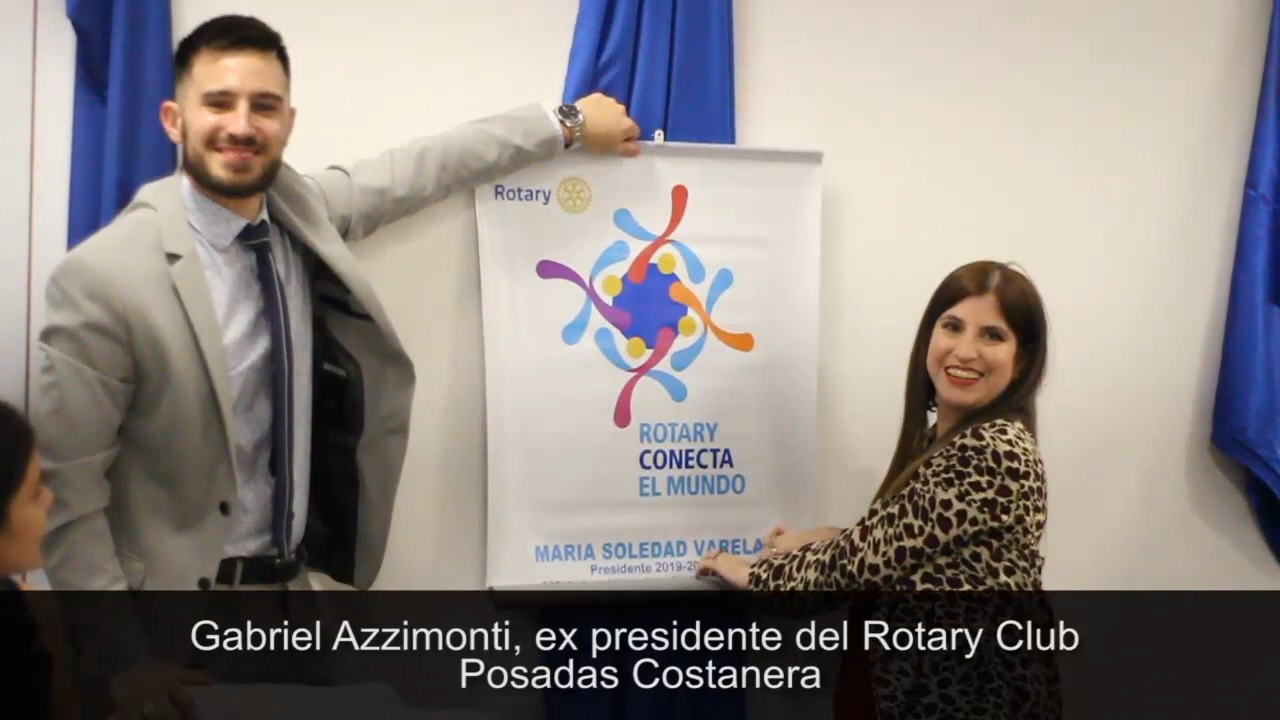 Rotary
ROTARY
CONECTA
EL MUNDO
MARIA SOLEDAD VARELA
Presidente 2019-20
Gabriel Azzimonti, ex presidente del Rotary Club
Posadas Costanera